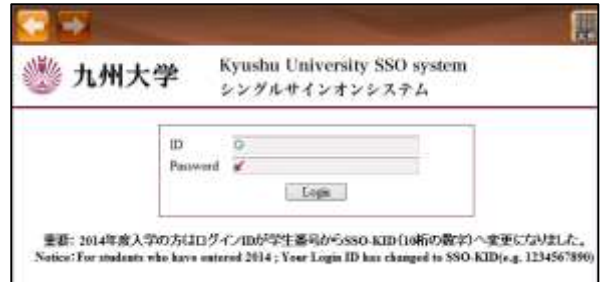 九州大学
Kyushu University SSO system
シングルサインオンシステム
ID
Password
Login
重要: 2014年度入学の方はログインIDが学生番号からSSO-KID(10桁の数字)へ変更になりました。
Notice: For students who have entered 2014 ; Your Login ID has changed to SSO-KID(e.g. 1234567890)